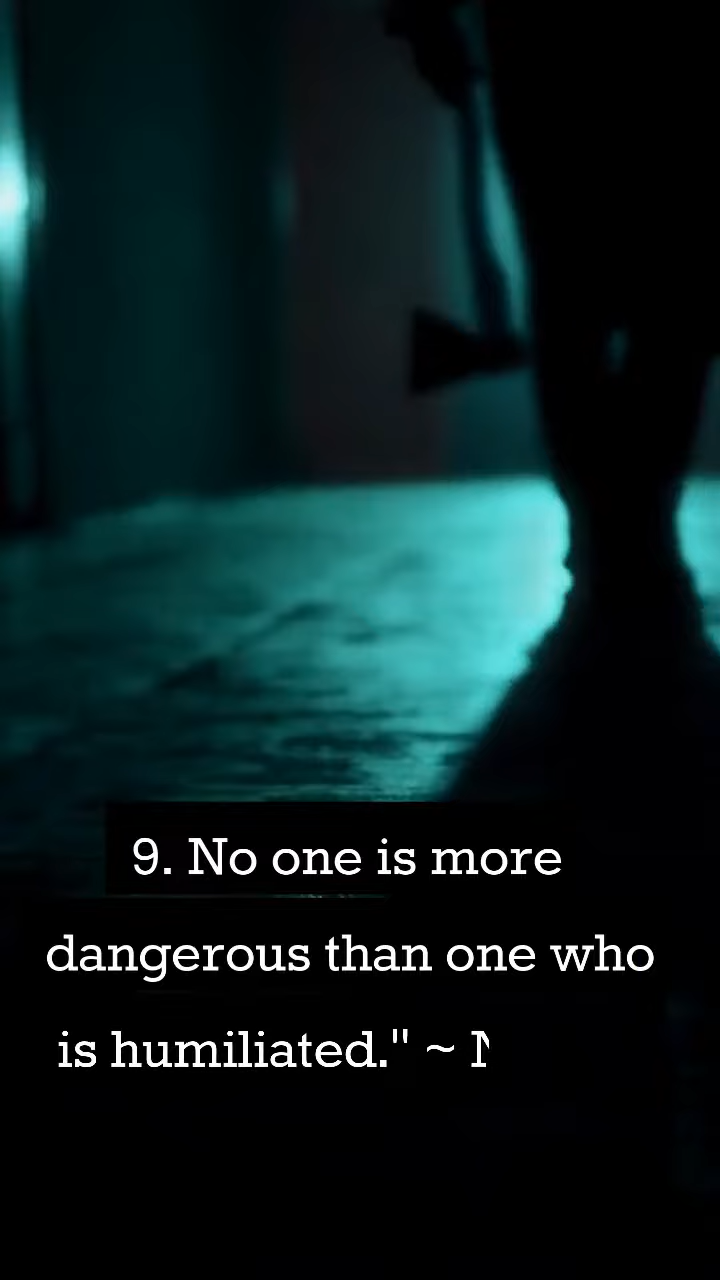 9. No one is more
dangerous than one who
is humiliated." ~